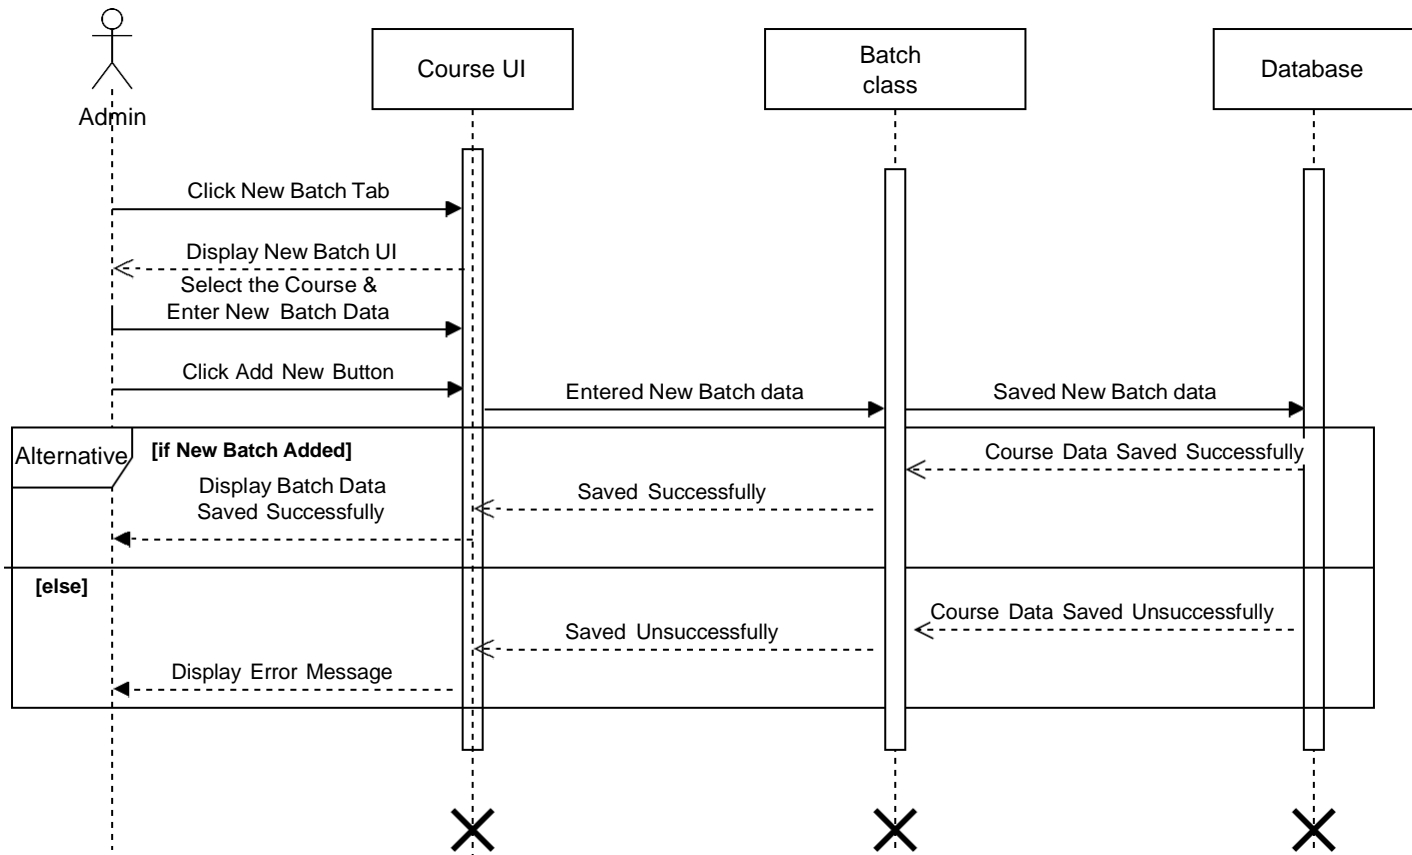 Admin
Course UI
Batch
class
Database
Click New Batch Tab
Display New Batch UI
Select the Course &
Enter New Batch Data
Click Add New Button
Entered New Batch data
Saved New Batch data
Alternative
[if New Batch Added]
Course Data Saved Successfully
Display Batch Data
Saved Successfully
Saved Successfully
[else]
Course Data Saved Unsuccessfully
Saved Unsuccessfully
Display Error Message